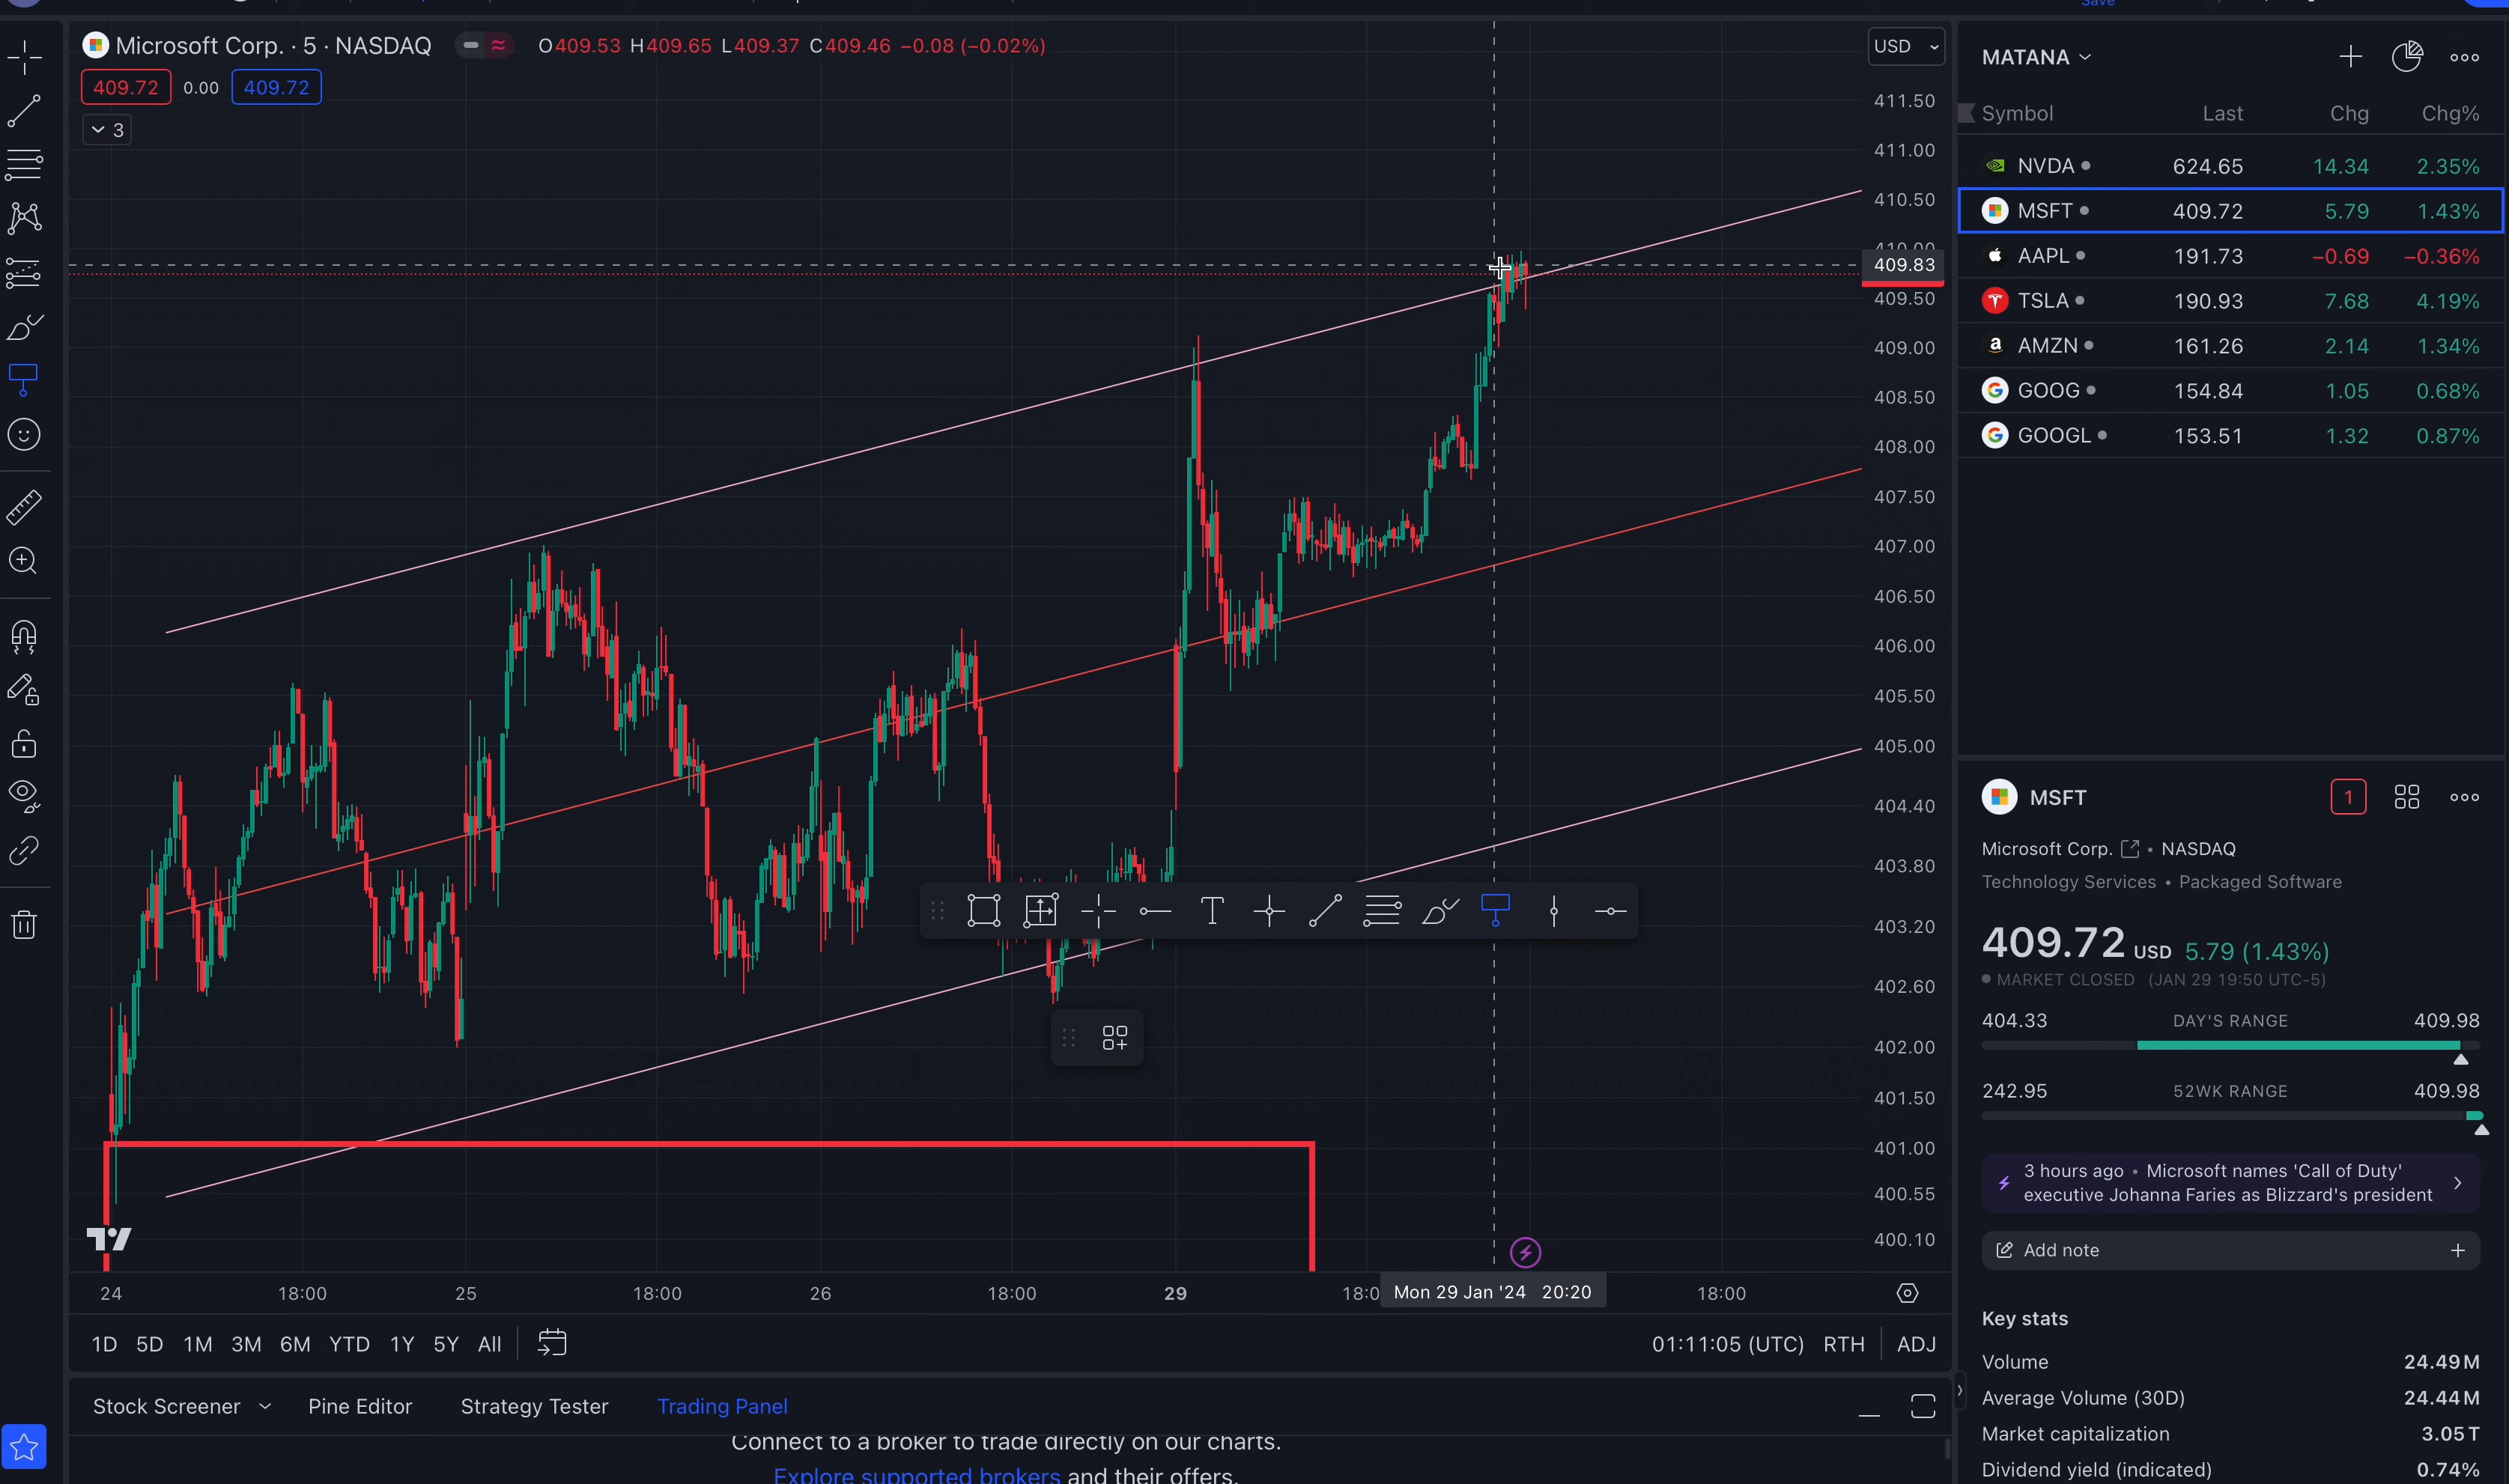 Microsoft Corp. · 5 · NASDAQ O409.53 H409.65 L409.37 C409.46 −0.08 (−0.02%)
409.72 0.00 409.72
3
USD
411.50
411.00
410.50
410.00
409.83
409.50
409.00
408.50
408.00
407.50
407.00
406.50
406.00
405.50
405.00
404.40
403.80
403.20
402.60
402.00
401.50
401.00
400.55
400.10
24 18:00 25 18:00 26 18:00 29 18:0 Mon 29 Jan '24 20:20 18:00
1D 5D 1M 3M 6M YTD 1Y 5Y All 01:11:05 (UTC) RTH ADJ
Stock Screener Pine Editor Strategy Tester Trading Panel
Connect to a broker to trade directly on our charts.
Explore supported brokers and their offers.
Save
MATANA
Symbol Last Chg Chg%
NVDA 624.65 14.34 2.35%
MSFT 409.72 5.79 1.43%
AAPL 191.73 −0.69 −0.36%
TSLA 190.93 7.68 4.19%
AMZN 161.26 2.14 1.34%
GOOG 154.84 1.05 0.68%
GOOGL 153.51 1.32 0.87%
MSFT 1
Microsoft Corp. • NASDAQ
Technology Services • Packaged Software
409.72 USD 5.79 (1.43%)
MARKET CLOSED (JAN 29 19:50 UTC-5)
404.33 DAY'S RANGE 409.98
242.95 52WK RANGE 409.98
3 hours ago • Microsoft names 'Call of Duty'
executive Johanna Faries as Blizzard's president
Add note
Key stats
Volume 24.49M
Average Volume (30D) 24.44M
Market capitalization 3.05T
Dividend yield (indicated) 0.74%